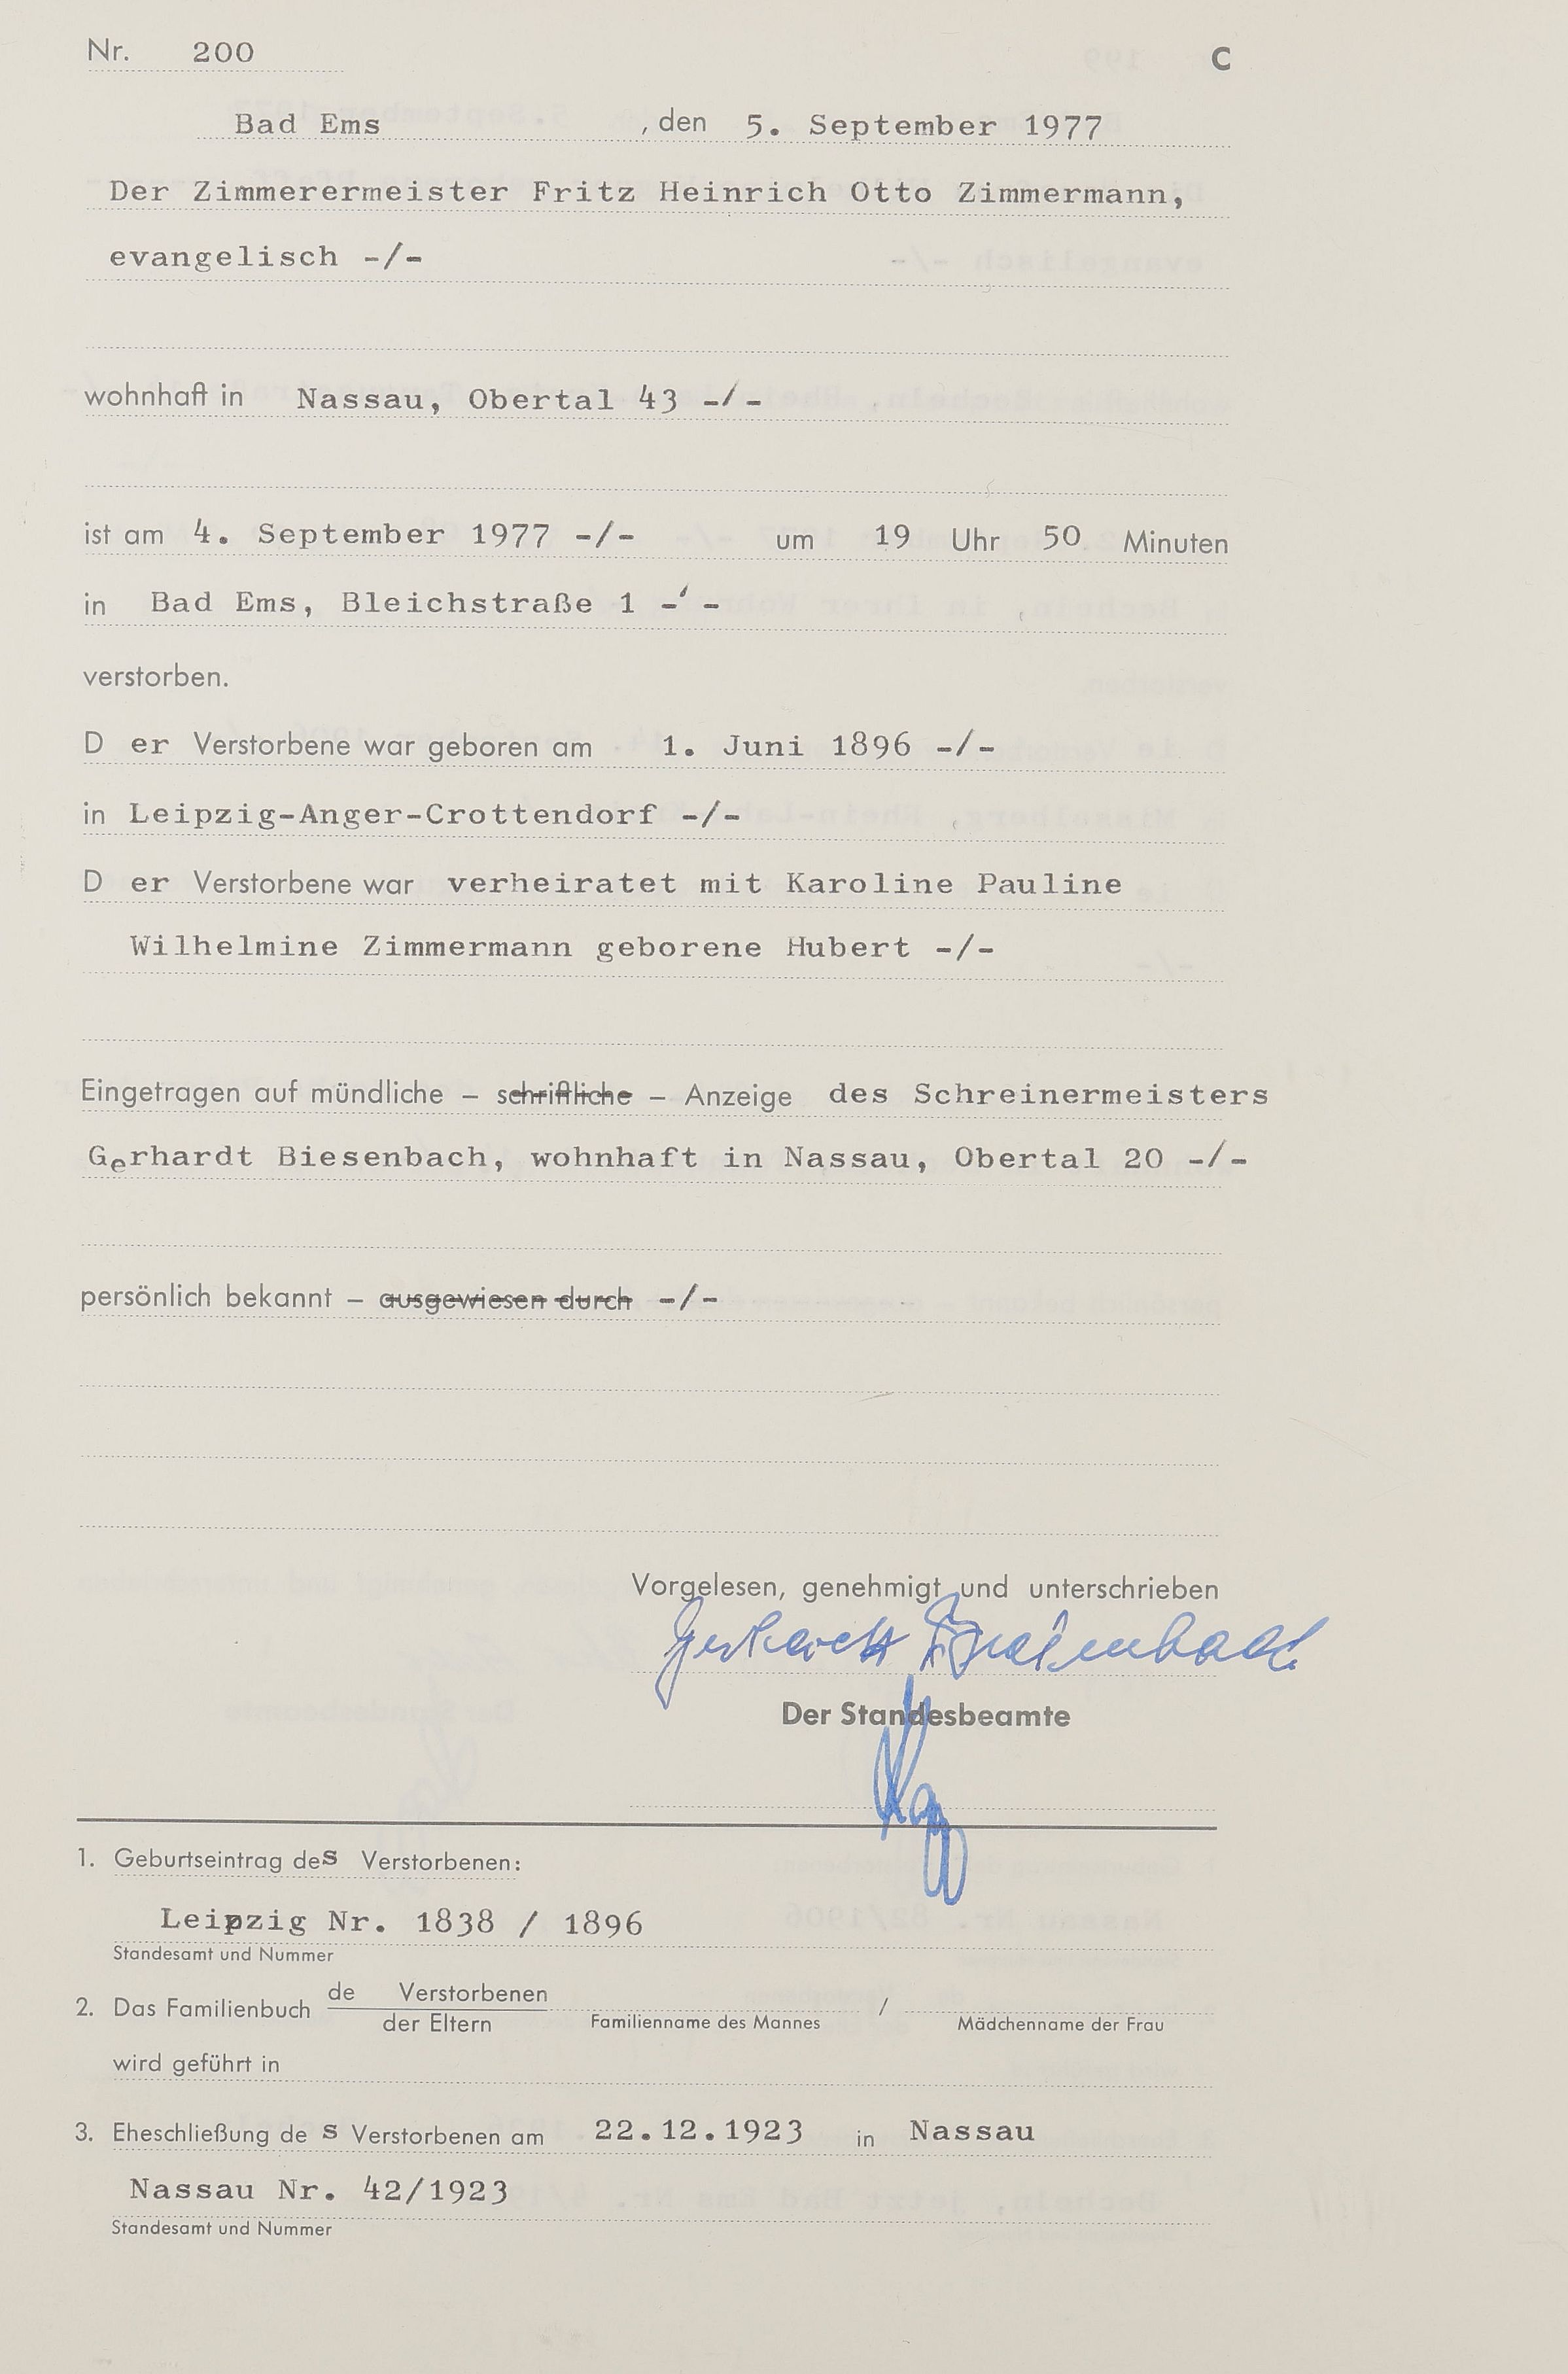 Nr. 200 C
Bad Ems , den 5. September 1977
Der Zimmerermeister Fritz Heinrich Otto Zimmermann,
evangelisch -/-
wohnhaft in Nassau, Obertal 43 -/-
ist am 4. September 1977 -/- um 19 Uhr 50 Minuten
in Bad Ems, Bleichstraße 1 -/-
verstorben.
D er Verstorbene war geboren am 1. Juni 1896 -/-
in Leipzig-Anger-Crottendorf -/-
D er Verstorbene war verheiratet mit Karoline Pauline
Wilhelmine Zimmermann geborene Hubert -/-
Eingetragen auf mündliche – schriftliche – Anzeige des Schreinermeisters
Gerhardt Biesenbach, wohnhaft in Nassau, Obertal 20 -/-
persönlich bekannt – ausgewiesen durch -/-
Vorgelesen, genehmigt und unterschrieben
Gerhardt Biesenbach
Der Standesbeamte
1. Geburtseintrag des Verstorbenen:
Leipzig Nr. 1838 / 1896
Standesamt und Nummer
de Verstorbenen
2. Das Familienbuch /
der Eltern Familienname des Mannes Mädchenname der Frau
wird geführt in
3. Eheschließung de s Verstorbenen am 22.12.1923 in Nassau
Nassau Nr. 42/1923
Standesamt und Nummer